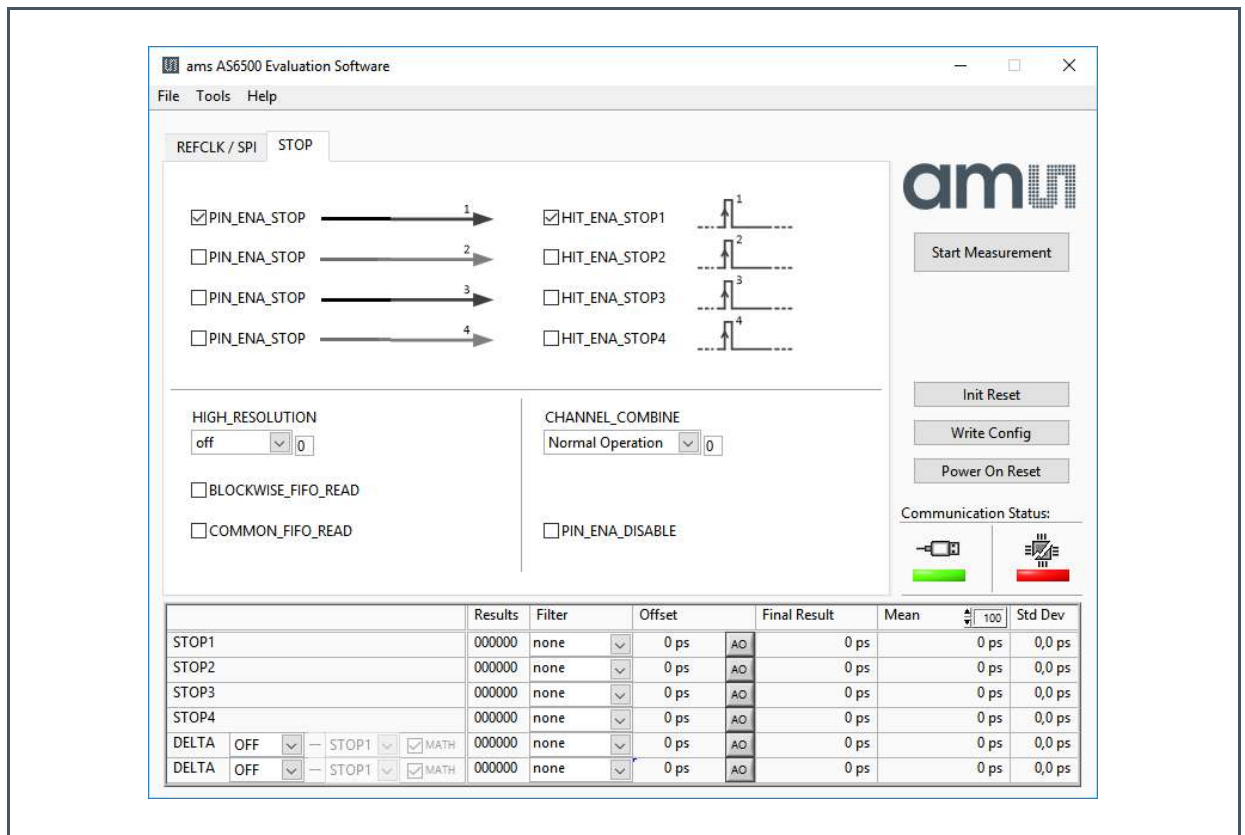 ams AS6500 Evaluation Software
File Tools Help
REFCLK / SPI STOP
am
PIN_ENA_STOP 1 HIT_ENA_STOP1 1
PIN_ENA_STOP 2 HIT_ENA_STOP2 2
PIN_ENA_STOP 3 HIT_ENA_STOP3 3
PIN_ENA_STOP 4 HIT_ENA_STOP4 4
Start Measurement
Init Reset
Write Config
Power On Reset
HIGH_RESOLUTION CHANNEL_COMBINE
off 0 Normal Operation 0
BLOCKWISE_FIFO_READ
COMMON_FIFO_READ PIN_ENA_DISABLE
Communication Status:
Results Filter Offset Final Result Mean 100 Std Dev
STOP1 000000 none 0 ps AO 0 ps 0 ps 0,0 ps
STOP2 000000 none 0 ps AO 0 ps 0 ps 0,0 ps
STOP3 000000 none 0 ps AO 0 ps 0 ps 0,0 ps
STOP4 000000 none 0 ps AO 0 ps 0 ps 0,0 ps
DELTA OFF — STOP1 MATH 000000 none 0 ps AO 0 ps 0 ps 0,0 ps
DELTA OFF — STOP1 MATH 000000 none 0 ps AO 0 ps 0 ps 0,0 ps